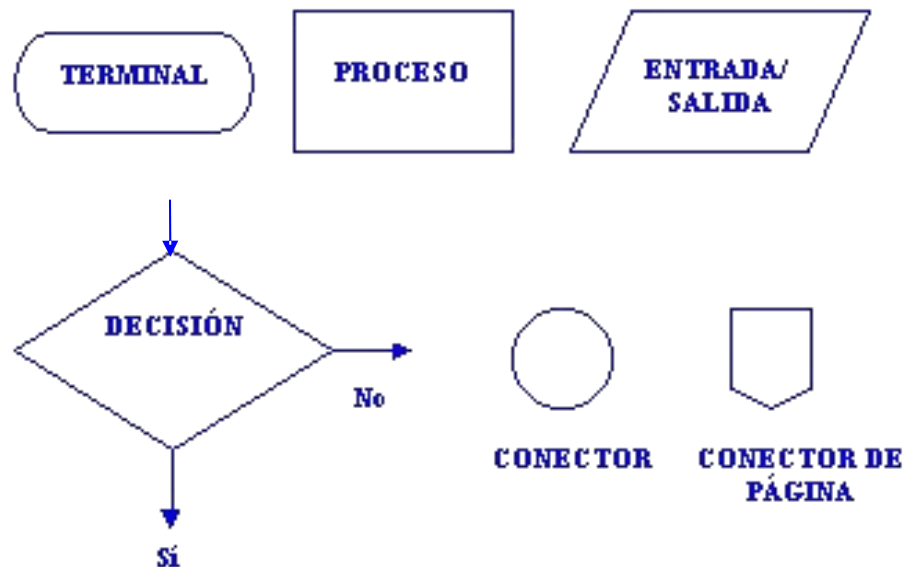 TERMINAL
PROCESO
ENTRADA/
SALIDA
DECISIÓN
No
Sí
CONECTOR
CONECTOR DE
PÁGINA